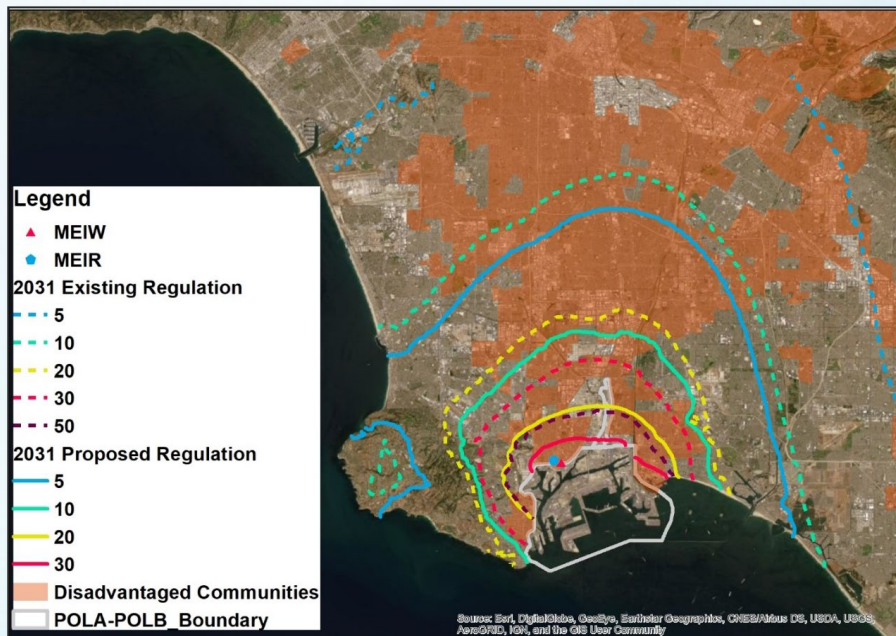 Legend
MEIW
MEIR
2031 Existing Regulation
5
10
20
30
50
2031 Proposed Regulation
5
10
20
30
Disadvantaged Communities
POLA-POLB_Boundary
Source: Esri, DigitalGlobe, GeoEye, Earthstar Geographics, CNES/Airbus DS, USDA, USGS,
AeroGRID, IGN, and the GIS User Community